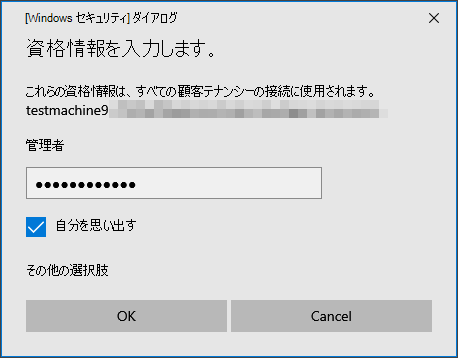 [Windows セキュリティ] ダイアログ
資格情報を入力します。
これらの資格情報は、すべての顧客テナンシーの接続に使用されます。
testmachine9
管理者
●●●●●●●●●●●●
自分を思い出す
その他の選択肢
OK
Cancel